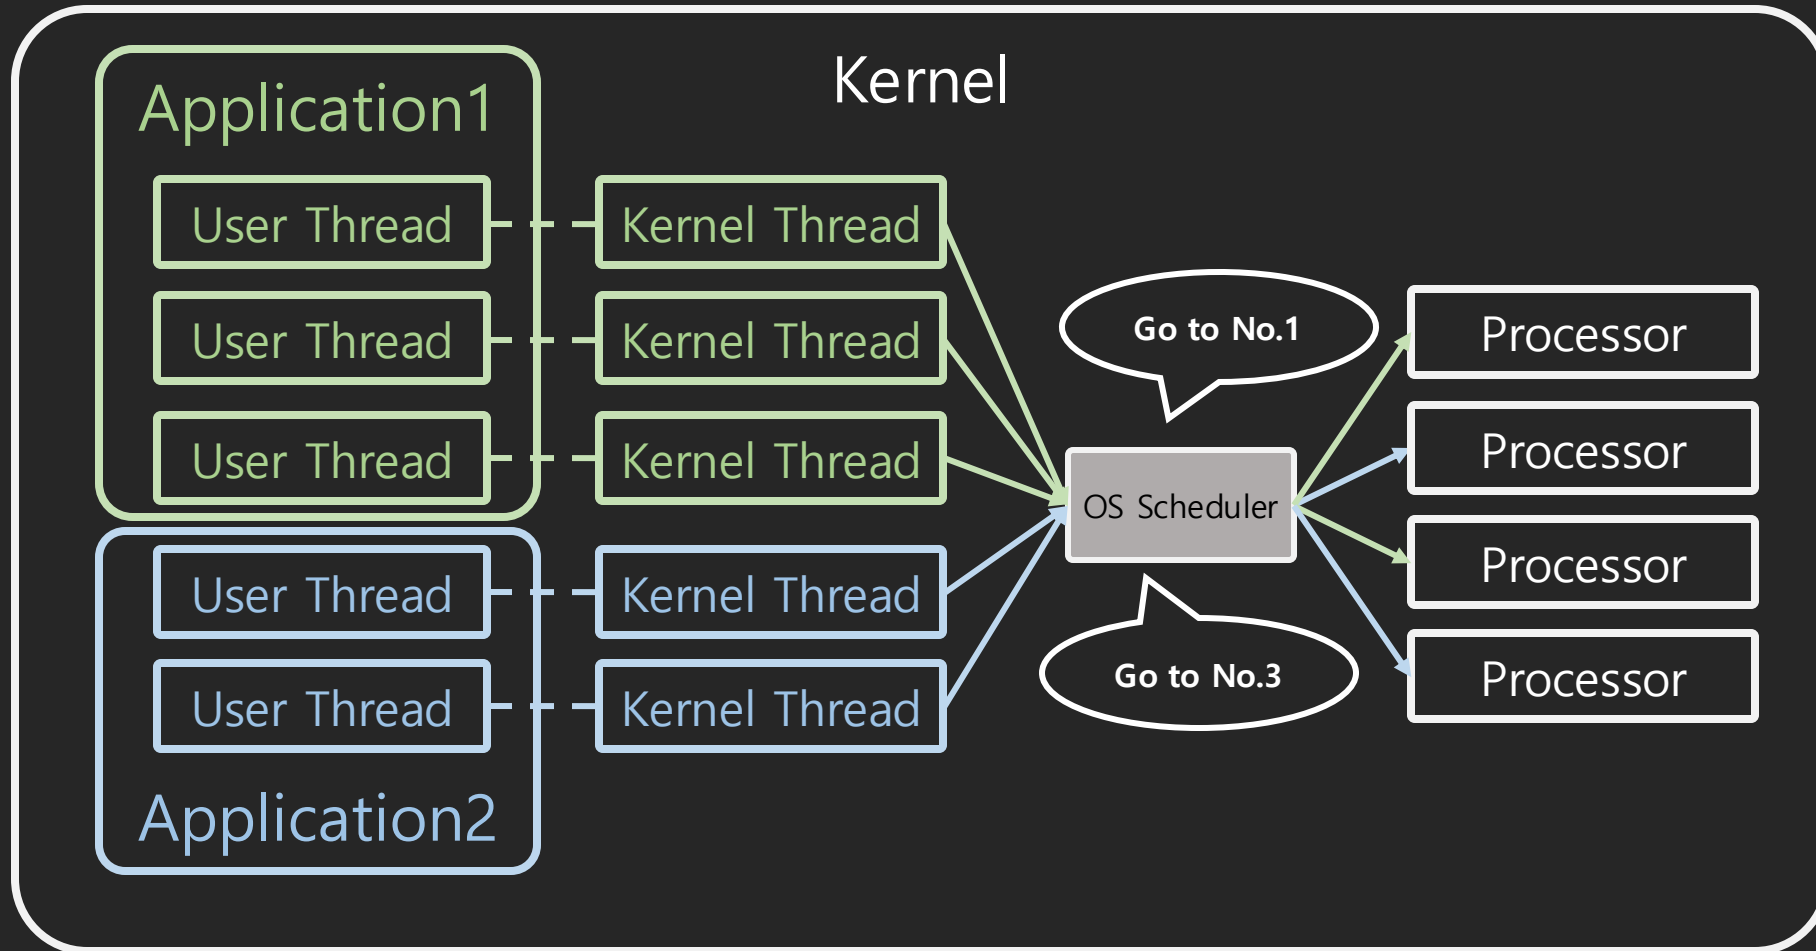 Kernel
Application1
User Thread
Kernel Thread
User Thread
Kernel Thread
User Thread
Kernel Thread
User Thread
Kernel Thread
User Thread
Kernel Thread
Application2
Go to No.1
OS Scheduler
Go to No.3
Processor
Processor
Processor
Processor